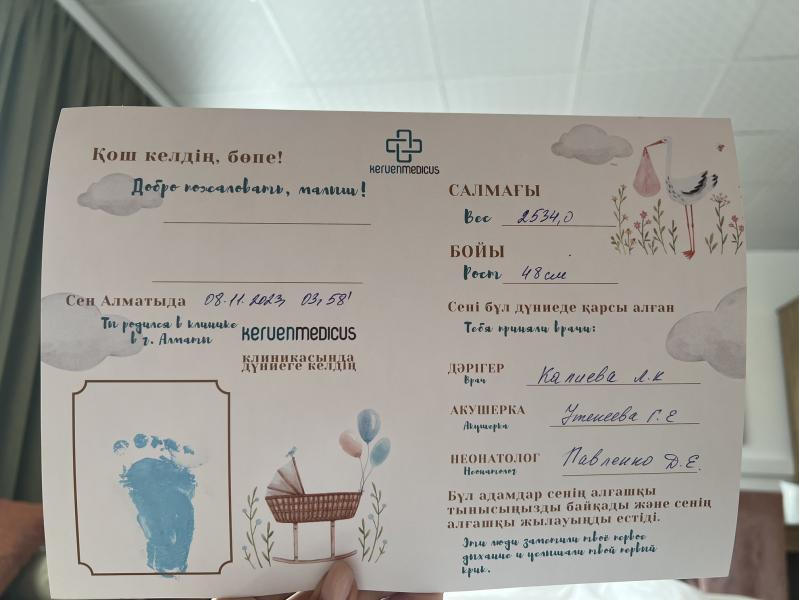 Қош келдің, бөпе!
Добро пожаловать, малыш!
Сен Алматыда 08.11.2023, 03,58'
Ты родился в клинике
в г. Алматы
KERUENMEDICUS
клиникасында
дүниеге келдің
KERUENMEDICUS
САЛМАҒЫ
Вес 2534,0
БОЙЫ
Рост 48 см
Сені бұл дүниеде қарсы алған
Тебя приняли врачи:
ДӘРІГЕР
Врач Калиева Л.К
АКУШЕРКА
Акушерка Утенеева Г.Е
НЕОНАТОЛОГ
Неонатолог Павленко Д.Е.
Бұл адамдар сенің алғашқы
тынысыңызды байқады және сенің
алғашқы жылауыңды естіді.
Эти люди заметили твоё первое
дыхание и услышали твой первый
крик.